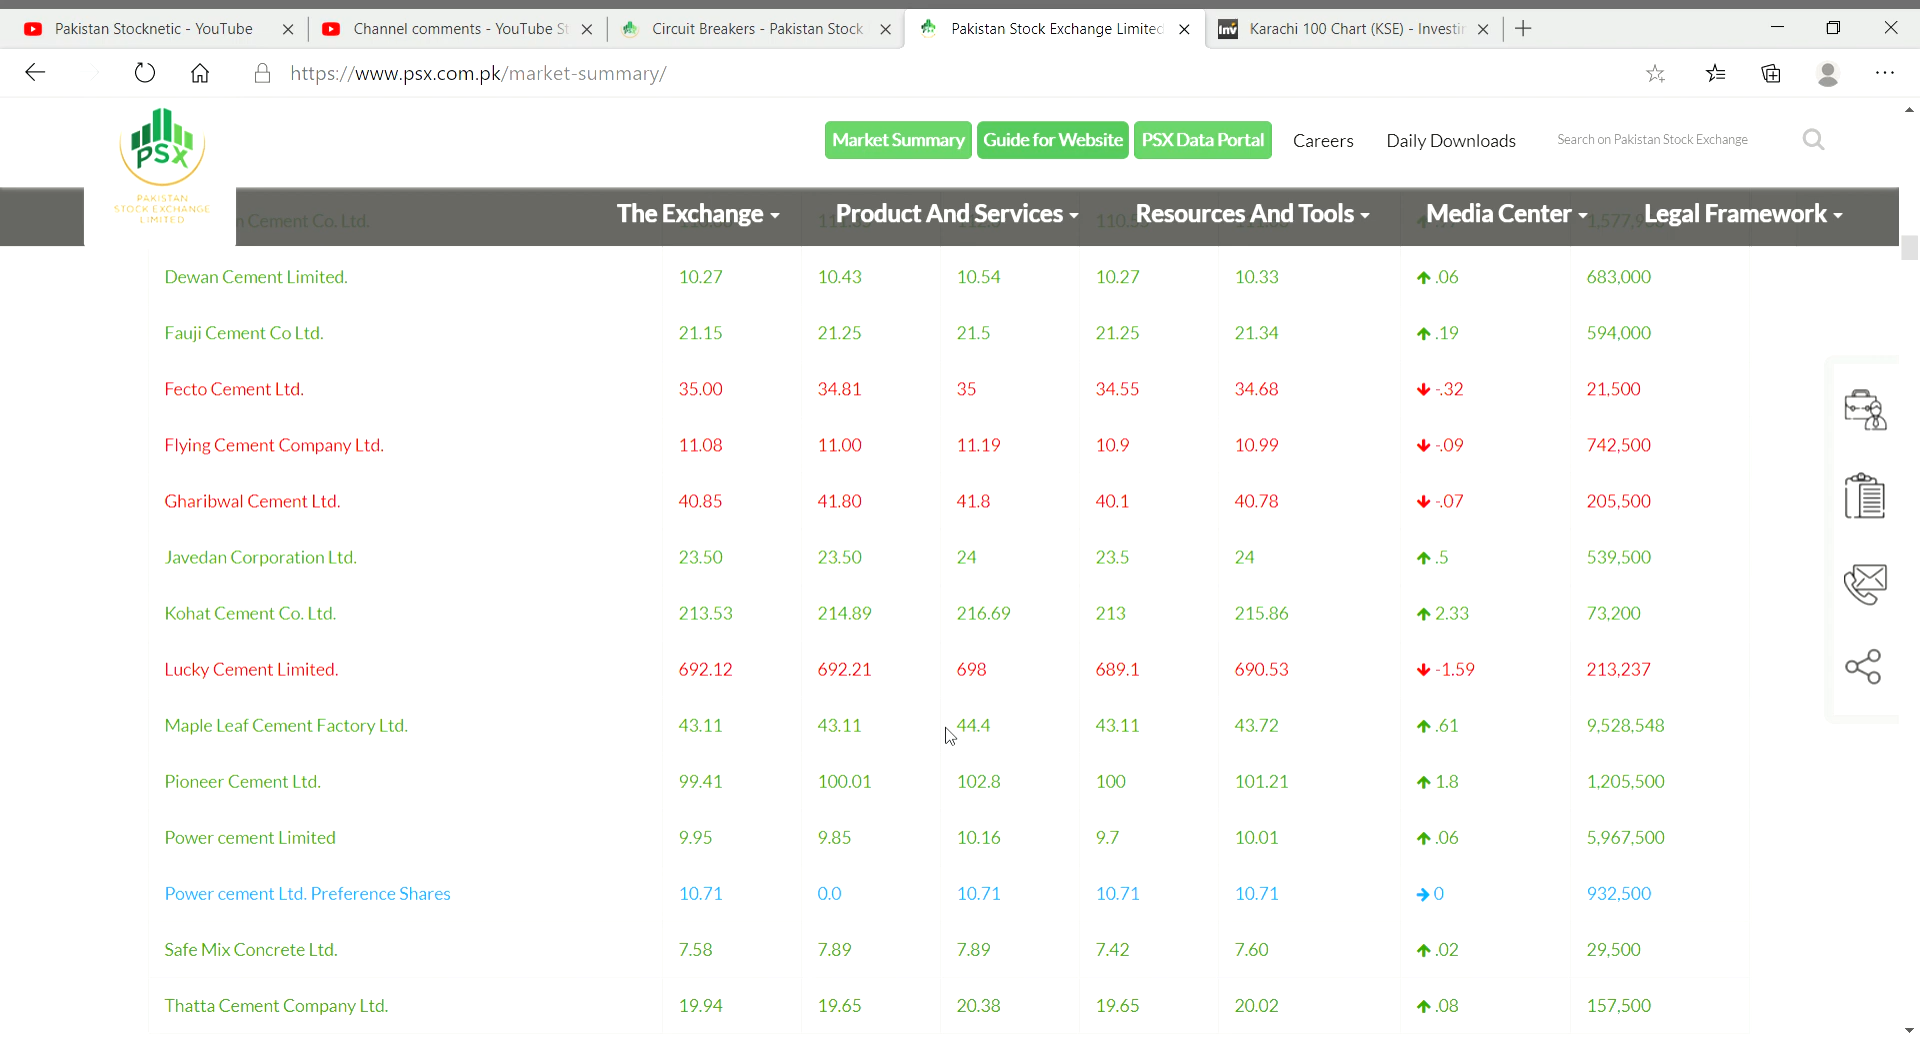 Pakistan Stocknetic - YouTube
Channel comments - YouTube St
Circuit Breakers - Pakistan Stock
Pakistan Stock Exchange Limited
Inv Karachi 100 Chart (KSE) - Investin
https://www.psx.com.pk/market-summary/
PSX
PAKISTAN
STOCK EXCHANGE
LIMITED
Market Summary Guide for Website PSX Data Portal Careers Daily Downloads Search on Pakistan Stock Exchange
The Exchange Product And Services Resources And Tools Media Center Legal Framework
n Cement Co. Ltd.
Dewan Cement Limited. 10.27 10.43 10.54 10.27 10.33 .06 683,000
Fauji Cement Co Ltd. 21.15 21.25 21.5 21.25 21.34 .19 594,000
Fecto Cement Ltd. 35.00 34.81 35 34.55 34.68 -.32 21,500
Flying Cement Company Ltd. 11.08 11.00 11.19 10.9 10.99 -.09 742,500
Gharibwal Cement Ltd. 40.85 41.80 41.8 40.1 40.78 -.07 205,500
Javedan Corporation Ltd. 23.50 23.50 24 23.5 24 .5 539,500
Kohat Cement Co. Ltd. 213.53 214.89 216.69 213 215.86 2.33 73,200
Lucky Cement Limited. 692.12 692.21 698 689.1 690.53 -1.59 213,237
Maple Leaf Cement Factory Ltd. 43.11 43.11 44.4 43.11 43.72 .61 9,528,548
Pioneer Cement Ltd. 99.41 100.01 102.8 100 101.21 1.8 1,205,500
Power cement Limited 9.95 9.85 10.16 9.7 10.01 .06 5,967,500
Power cement Ltd. Preference Shares 10.71 0.0 10.71 10.71 10.71 0 932,500
Safe Mix Concrete Ltd. 7.58 7.89 7.89 7.42 7.60 .02 29,500
Thatta Cement Company Ltd. 19.94 19.65 20.38 19.65 20.02 .08 157,500